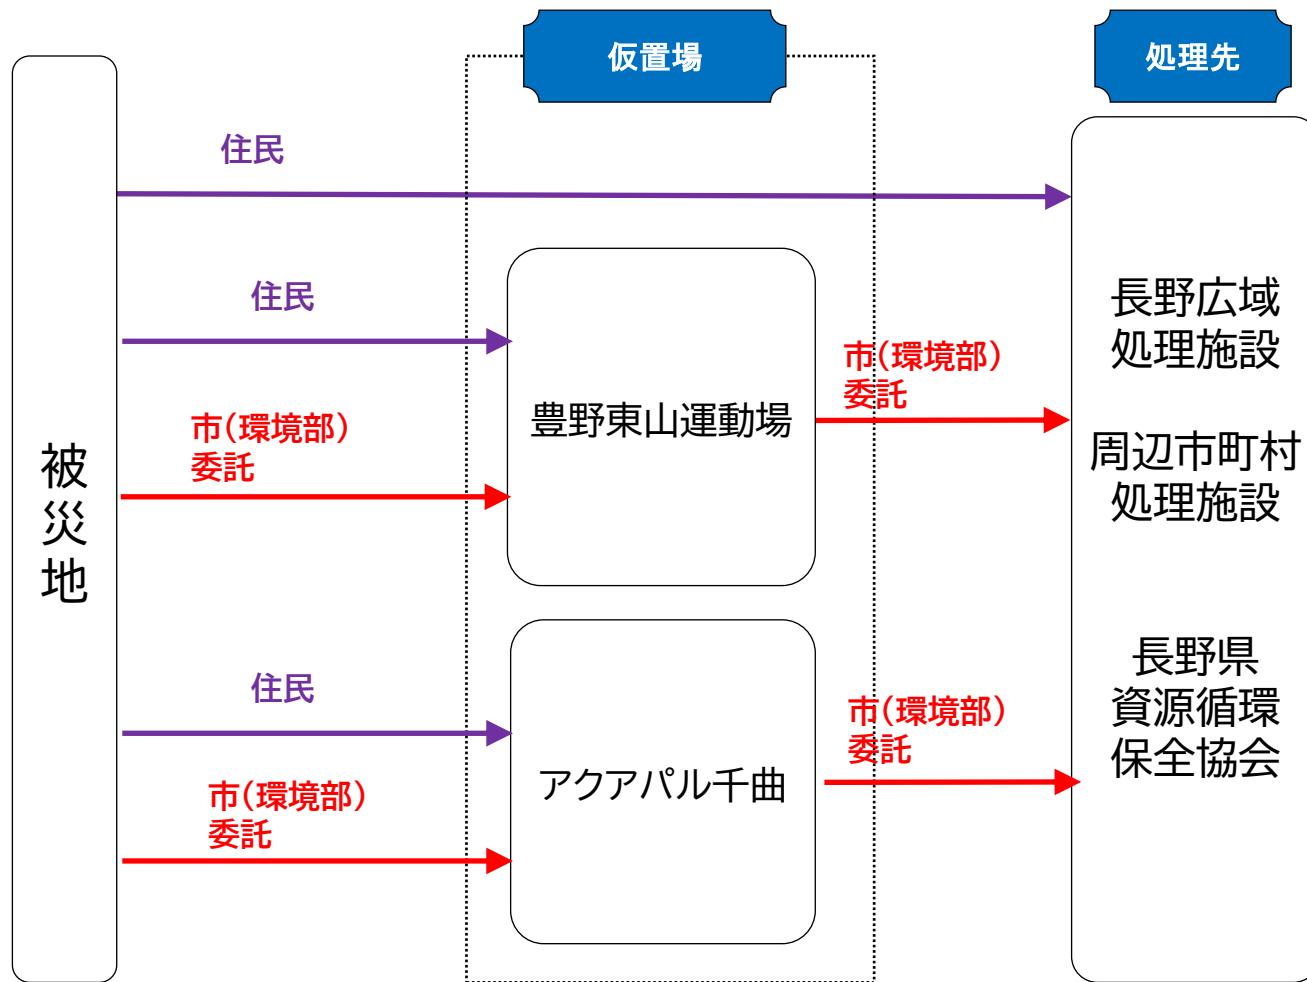 仮置場
処理先
被
災
地
住民
住民
市(環境部)
委託
豊野東山運動場
市(環境部)
委託
住民
市(環境部)
委託
アクアパル千曲
市(環境部)
委託
長野広域
処理施設
周辺市町村
処理施設
長野県
資源循環
保全協会